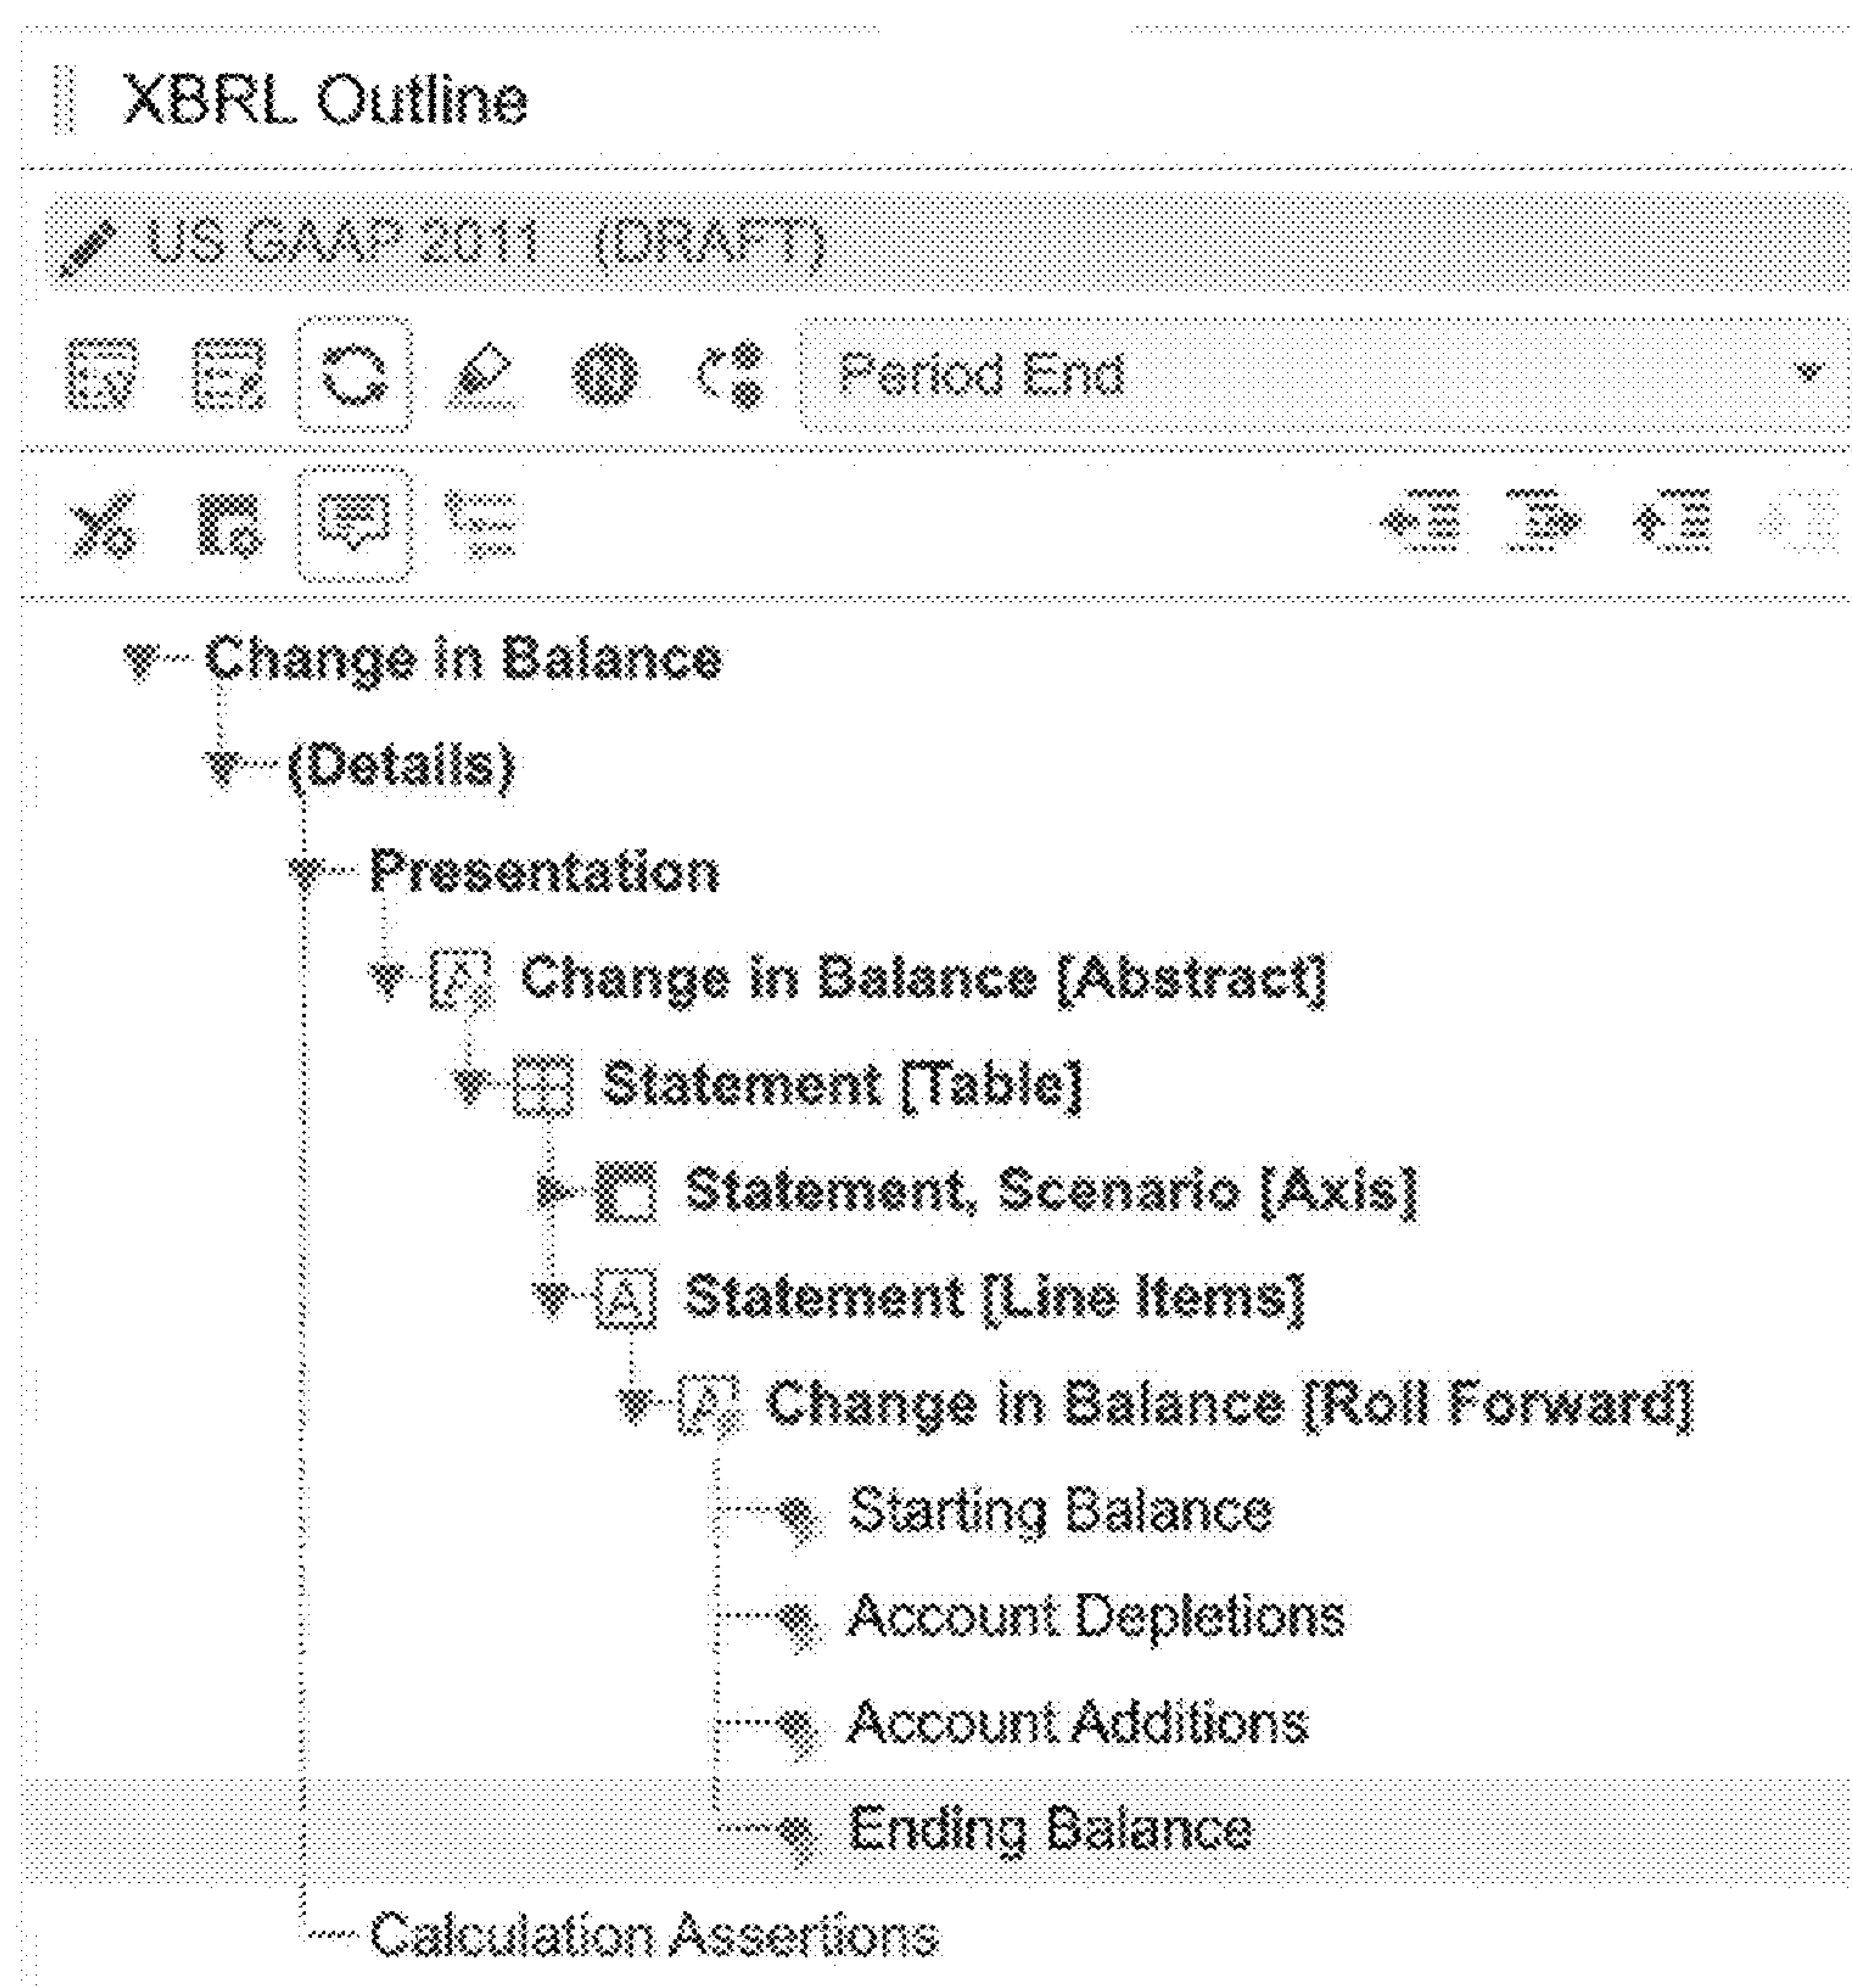 XBRL Outline
US GAAP 2011 (DRAFT)
Period End
Change in Balance
(Details)
Presentation
A Change in Balance [Abstract]
Statement [Table]
Statement, Scenario [Axis]
A Statement [Line Items]
A Change in Balance [Roll Forward]
Starting Balance
Account Depletions
Account Additions
Ending Balance
Calculation Assertions